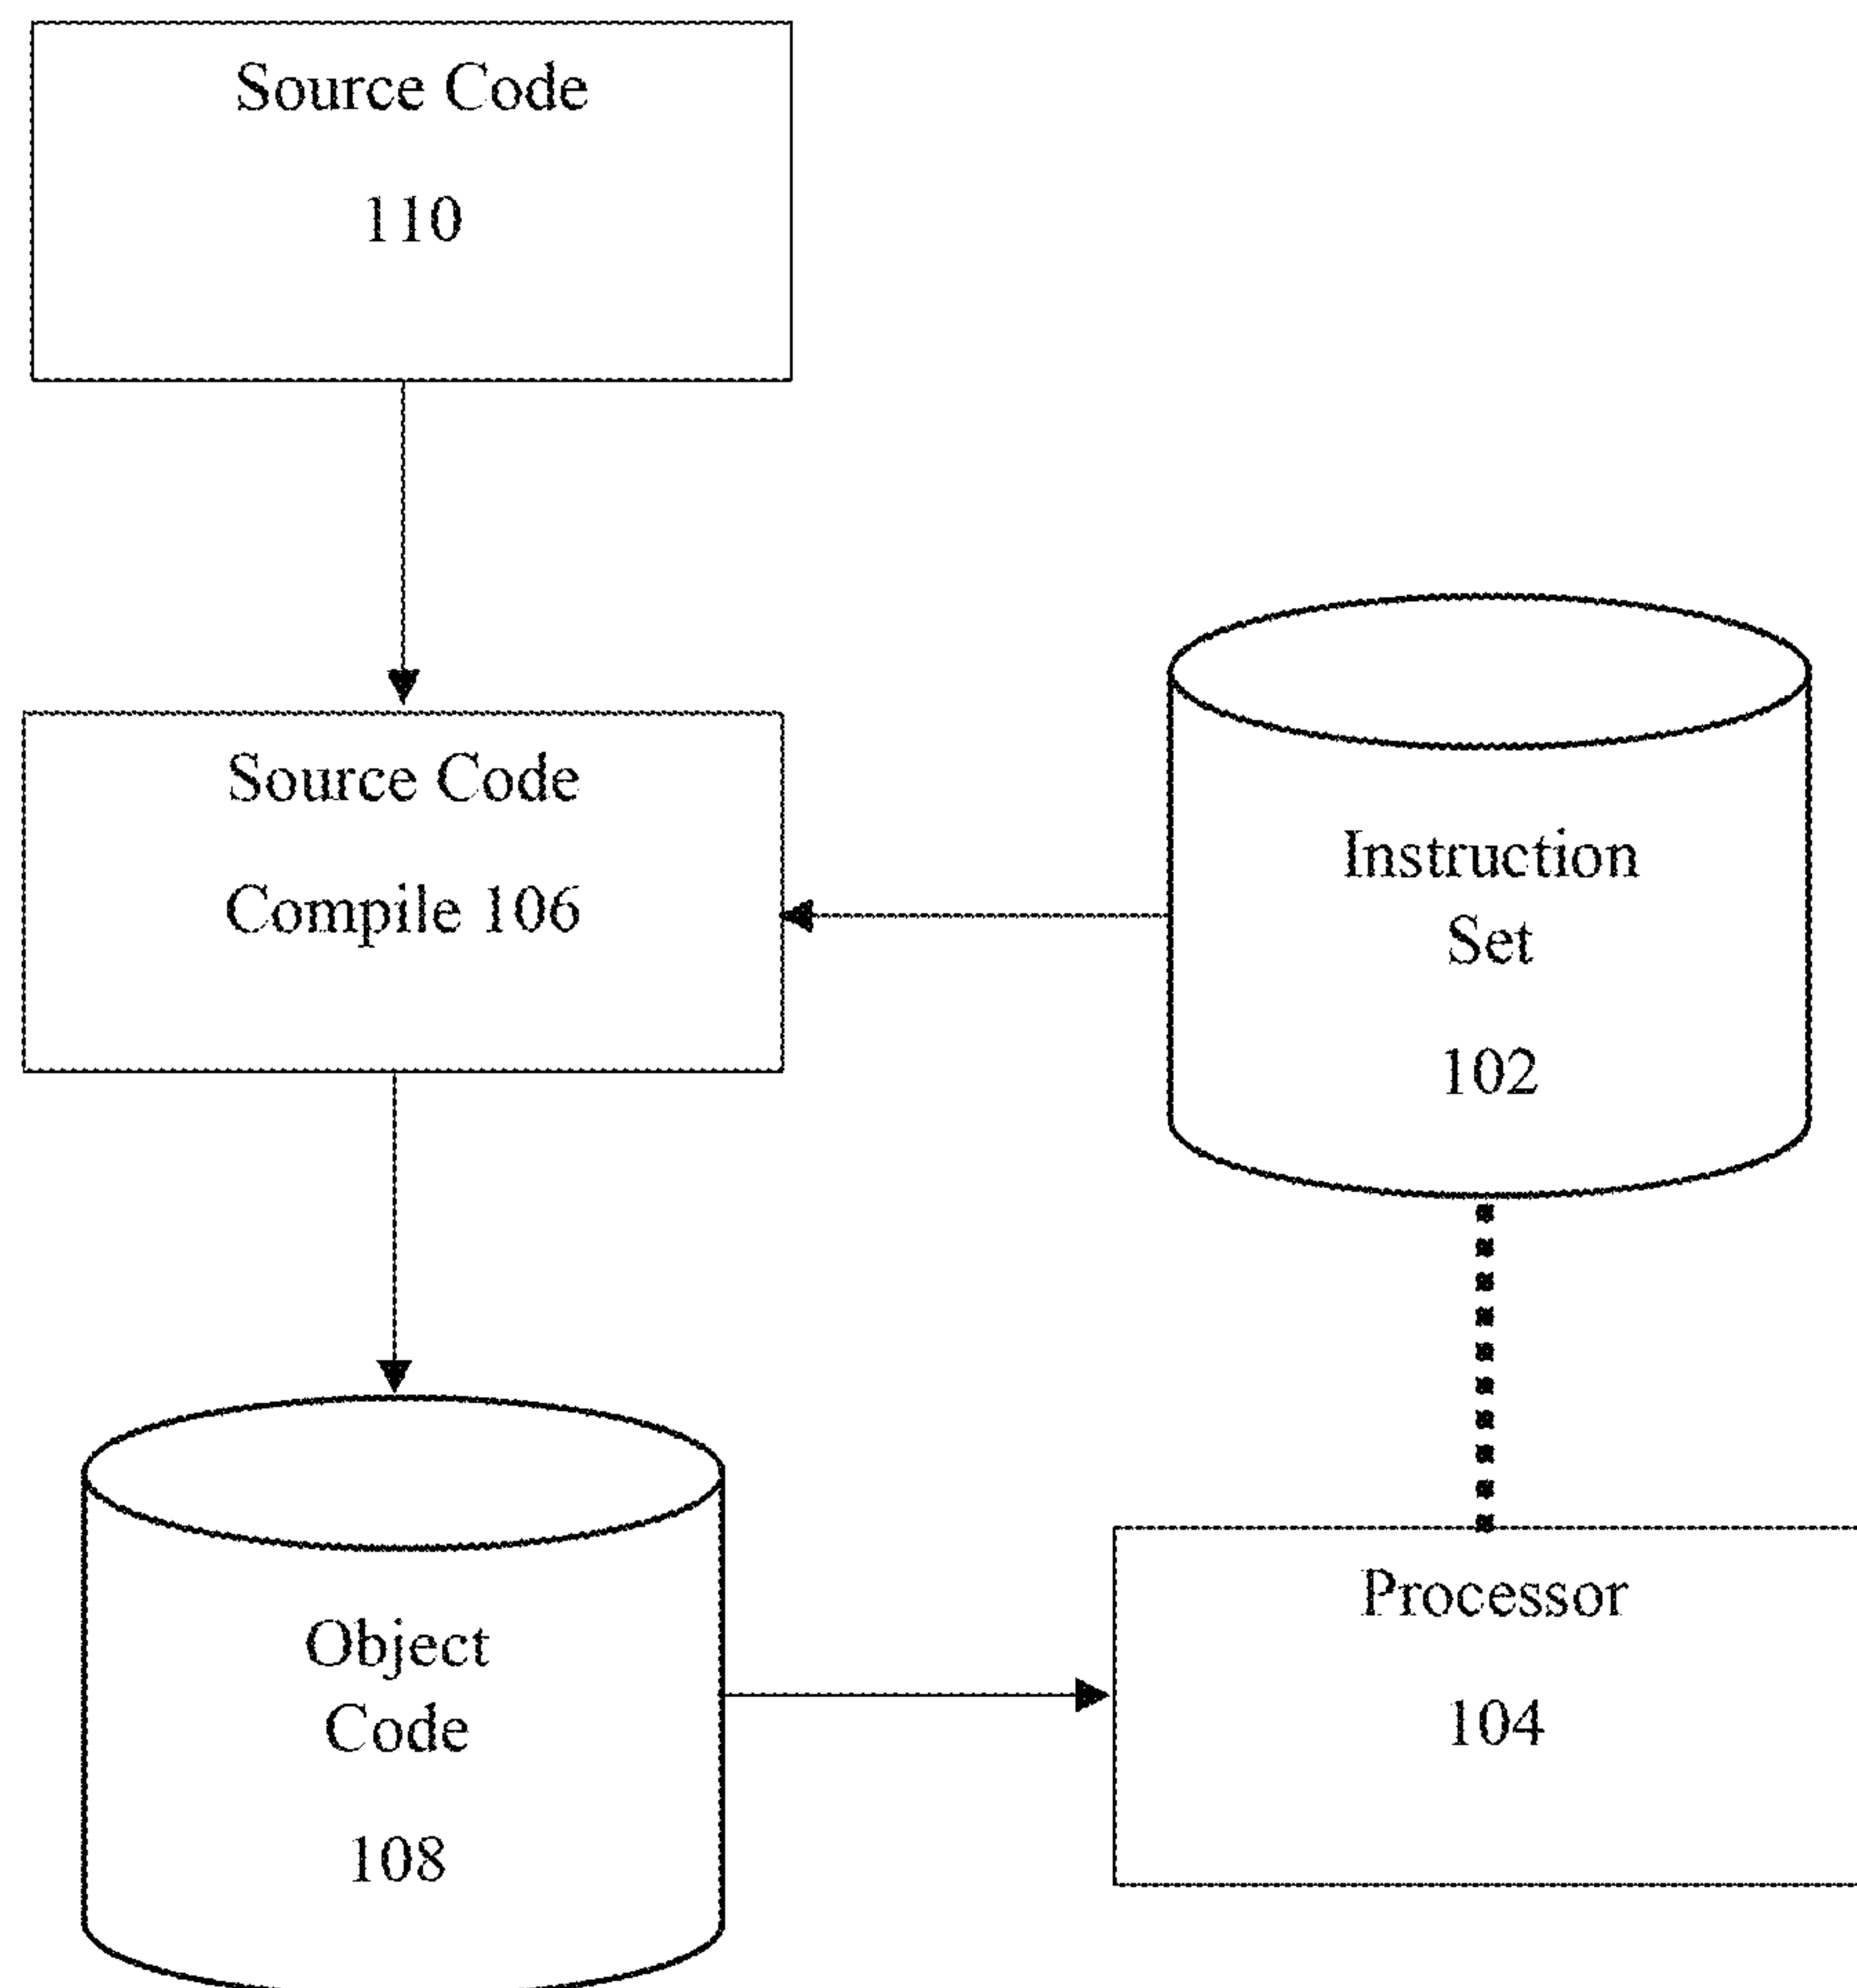 Source Code
110
Source Code
Compile 106
Instruction
Set
102
Object
Code
108
Processor
104